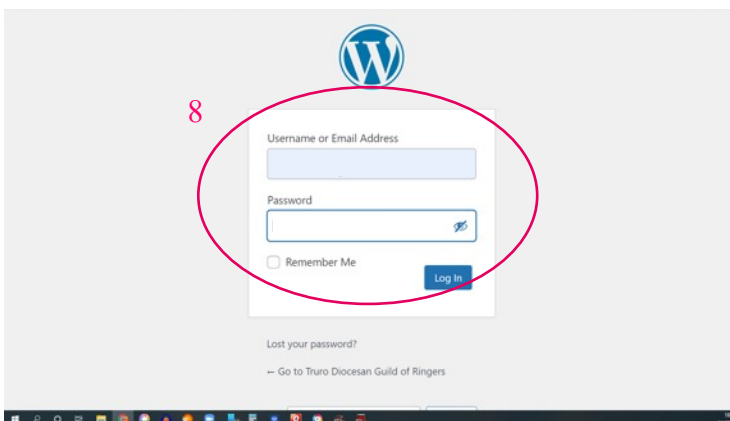 8
Username or Email Address
Password
Remember Me
Log In
Lost your password?
← Go to Truro Diocesan Guild of Ringers